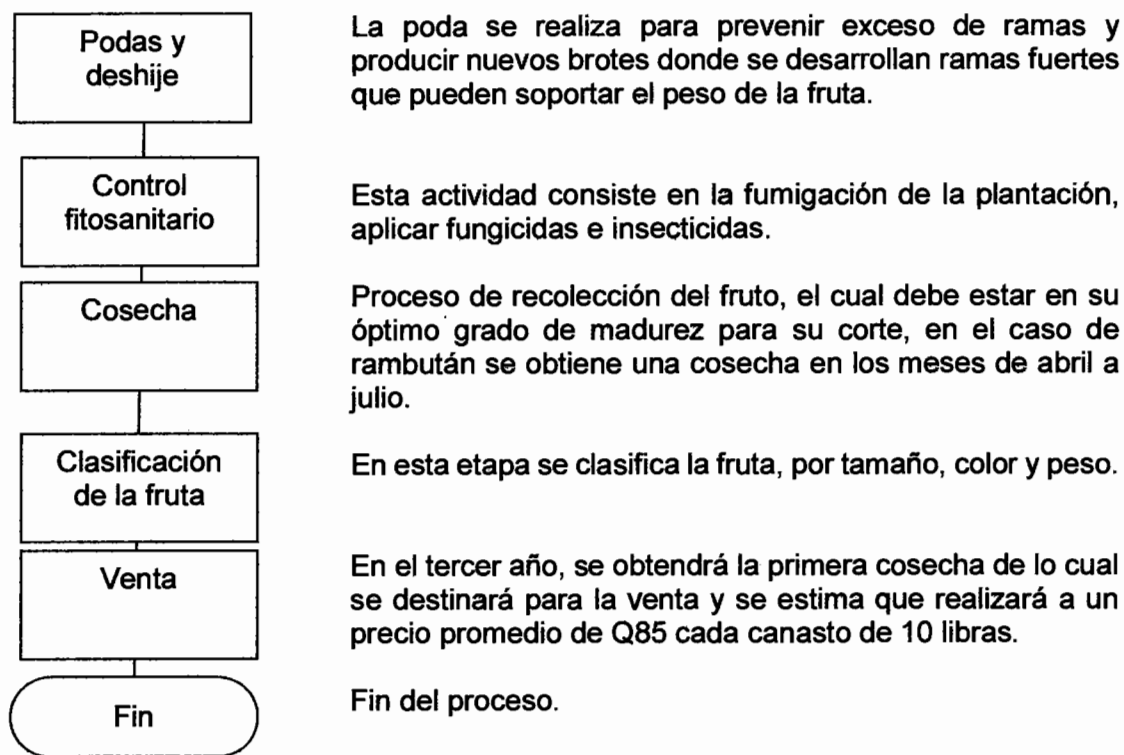 Podas y
deshije
La poda se realiza para prevenir exceso de ramas y
producir nuevos brotes donde se desarrollan ramas fuertes
que pueden soportar el peso de la fruta.
Control
fitosanitario
Esta actividad consiste en la fumigación de la plantación,
aplicar fungicidas e insecticidas.
Cosecha
Proceso de recolección del fruto, el cual debe estar en su
óptimo grado de madurez para su corte, en el caso de
rambután se obtiene una cosecha en los meses de abril a
julio.
Clasificación
de la fruta
En esta etapa se clasifica la fruta, por tamaño, color y peso.
Venta
En el tercer año, se obtendrá la primera cosecha de lo cual
se destinará para la venta y se estima que realizará a un
precio promedio de Q85 cada canasto de 10 libras.
Fin
Fin del proceso.